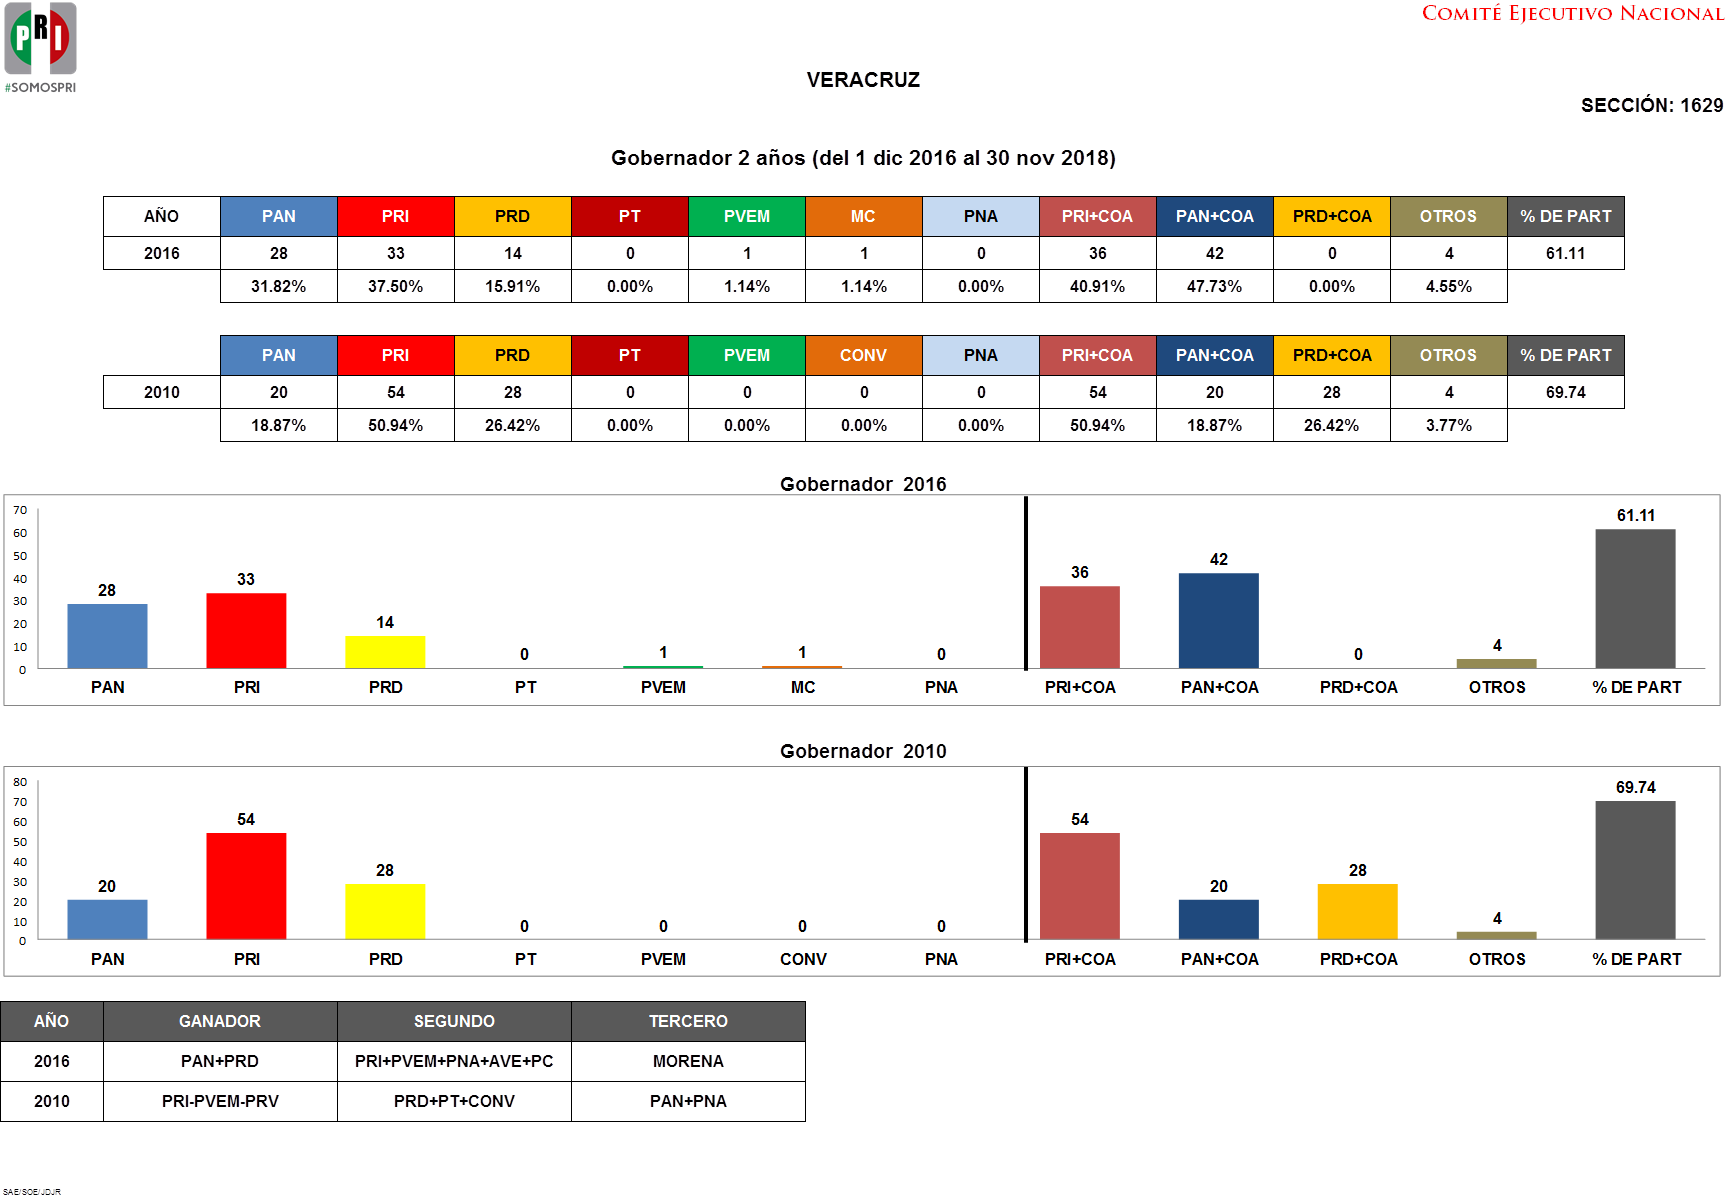 COMITÉ EJECUTIVO NACIONAL
PRI
#SOMOSPRI
VERACRUZ
SECCIÓN: 1629
Gobernador 2 años (del 1 dic 2016 al 30 nov 2018)
AÑO PAN PRI PRD PT PVEM MC PNA PRI+COA PAN+COA PRD+COA OTROS % DE PART
2016 28 33 14 0 1 1 0 36 42 0 4 61.11
31.82% 37.50% 15.91% 0.00% 1.14% 1.14% 0.00% 40.91% 47.73% 0.00% 4.55%
PAN PRI PRD PT PVEM CONV PNA PRI+COA PAN+COA PRD+COA OTROS % DE PART
2010 20 54 28 0 0 0 0 54 20 28 4 69.74
18.87% 50.94% 26.42% 0.00% 0.00% 0.00% 0.00% 50.94% 18.87% 26.42% 3.77%
Gobernador 2016
70
60
50
40
30
20
10
0
28 33 14 0 1 1 0 36 42 0 4 61.11
PAN PRI PRD PT PVEM MC PNA PRI+COA PAN+COA PRD+COA OTROS % DE PART
Gobernador 2010
80
70
60
50
40
30
20
10
0
20 54 28 0 0 0 0 54 20 28 4 69.74
PAN PRI PRD PT PVEM CONV PNA PRI+COA PAN+COA PRD+COA OTROS % DE PART
AÑO GANADOR SEGUNDO TERCERO
2016 PAN+PRD PRI+PVEM+PNA+AVE+PC MORENA
2010 PRI-PVEM-PRV PRD+PT+CONV PAN+PNA
SAE/SOE/JDJR